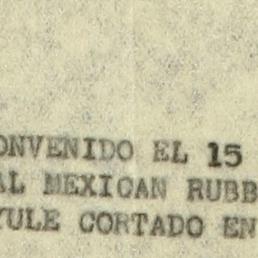 ONVENIDO EL 15
AL MEXICAN RUBB
YULE CORTADO EN